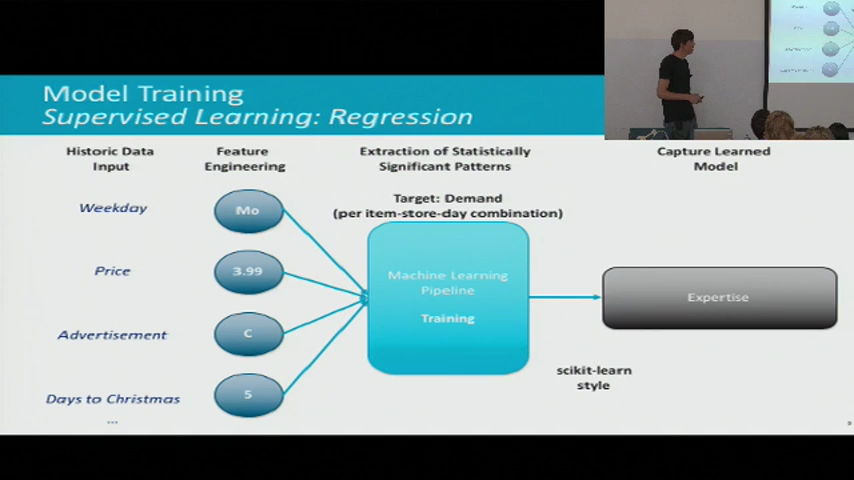 Model Training
Supervised Learning: Regression
Historic Data
Input
Feature
Engineering
Extraction of Statistically
Significant Patterns
Capture Learned
Model
Target: Demand
(per item-store-day combination)
Weekday
Mo
Price
3.99
Advertisement
C
Days to Christmas
5
...
Machine Learning
Pipeline
Training
Expertise
scikit-learn
style